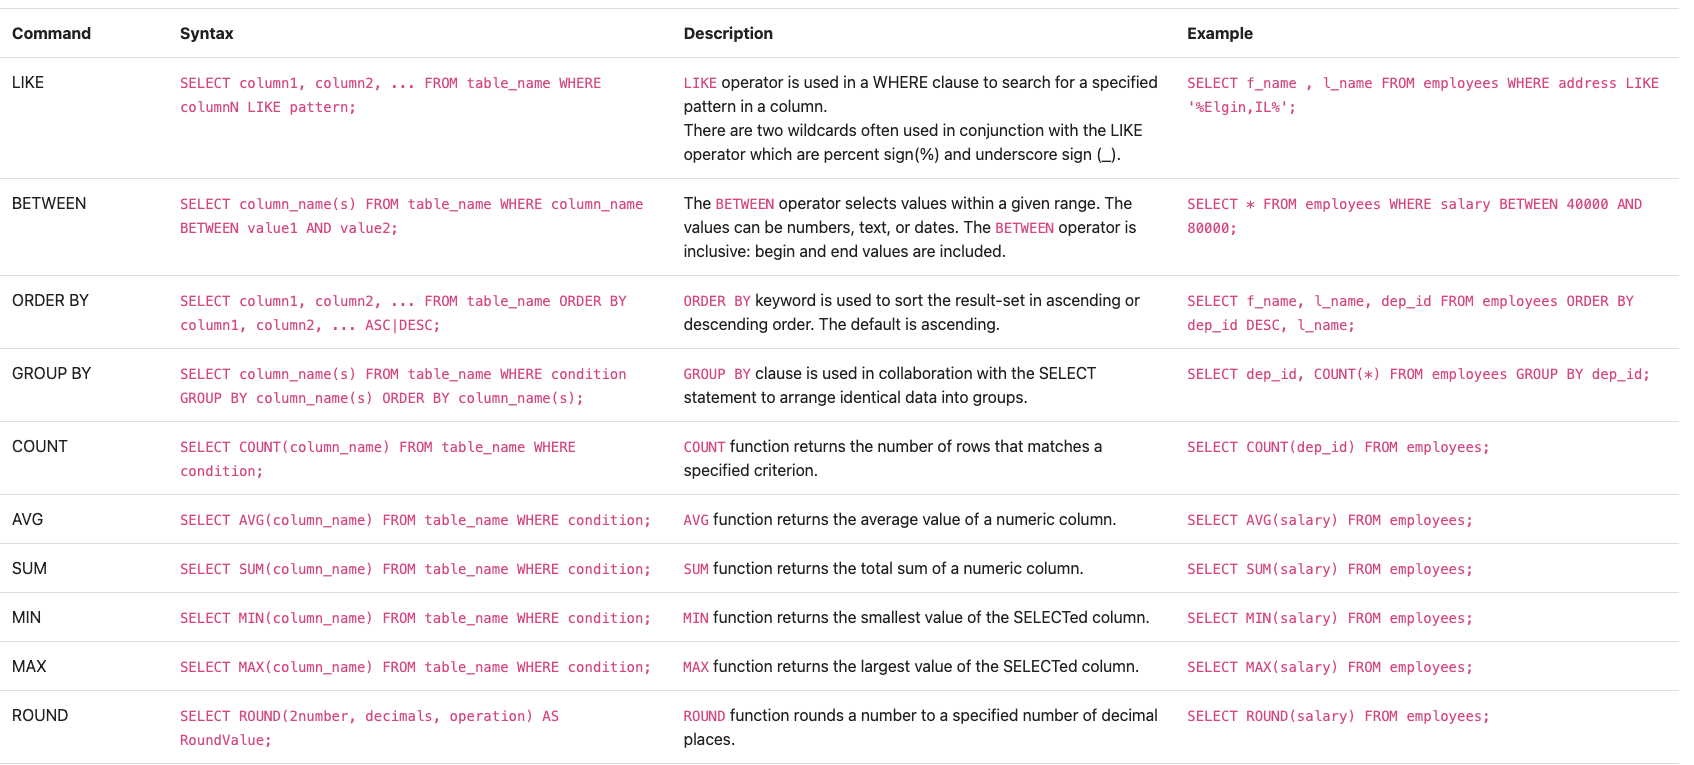 Command Syntax Description Example
LIKE SELECT column1, column2, ... FROM table_name WHERE LIKE operator is used in a WHERE clause to search for a specified SELECT f_name , l_name FROM employees WHERE address LIKE
columnN LIKE pattern; pattern in a column. '%Elgin,IL%';
There are two wildcards often used in conjunction with the LIKE
operator which are percent sign(%) and underscore sign (_).
BETWEEN SELECT column_name(s) FROM table_name WHERE column_name The BETWEEN operator selects values within a given range. The SELECT * FROM employees WHERE salary BETWEEN 40000 AND
BETWEEN value1 AND value2; values can be numbers, text, or dates. The BETWEEN operator is 80000;
inclusive: begin and end values are included.
ORDER BY SELECT column1, column2, ... FROM table_name ORDER BY ORDER BY keyword is used to sort the result-set in ascending or SELECT f_name, l_name, dep_id FROM employees ORDER BY
column1, column2, ... ASC|DESC; descending order. The default is ascending. dep_id DESC, l_name;
GROUP BY SELECT column_name(s) FROM table_name WHERE condition GROUP BY clause is used in collaboration with the SELECT SELECT dep_id, COUNT(*) FROM employees GROUP BY dep_id;
GROUP BY column_name(s) ORDER BY column_name(s); statement to arrange identical data into groups.
COUNT SELECT COUNT(column_name) FROM table_name WHERE COUNT function returns the number of rows that matches a SELECT COUNT(dep_id) FROM employees;
condition; specified criterion.
AVG SELECT AVG(column_name) FROM table_name WHERE condition; AVG function returns the average value of a numeric column. SELECT AVG(salary) FROM employees;
SUM SELECT SUM(column_name) FROM table_name WHERE condition; SUM function returns the total sum of a numeric column. SELECT SUM(salary) FROM employees;
MIN SELECT MIN(column_name) FROM table_name WHERE condition; MIN function returns the smallest value of the SELECTed column. SELECT MIN(salary) FROM employees;
MAX SELECT MAX(column_name) FROM table_name WHERE condition; MAX function returns the largest value of the SELECTed column. SELECT MAX(salary) FROM employees;
ROUND SELECT ROUND(2number, decimals, operation) AS ROUND function rounds a number to a specified number of decimal SELECT ROUND(salary) FROM employees;
RoundValue; places.